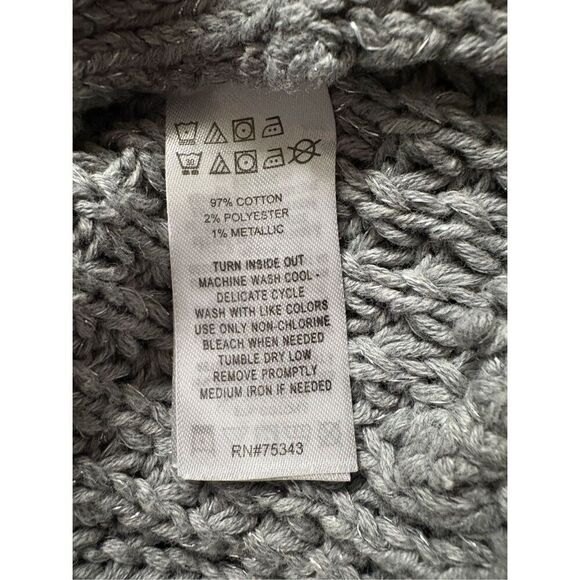 30
97% COTTON
2% POLYESTER
1% METALLIC
TURN INSIDE OUT
MACHINE WASH COOL -
DELICATE CYCLE
WASH WITH LIKE COLORS
USE ONLY NON-CHLORINE
BLEACH WHEN NEEDED
TUMBLE DRY LOW
REMOVE PROMPTLY
MEDIUM IRON IF NEEDED
RN#75343